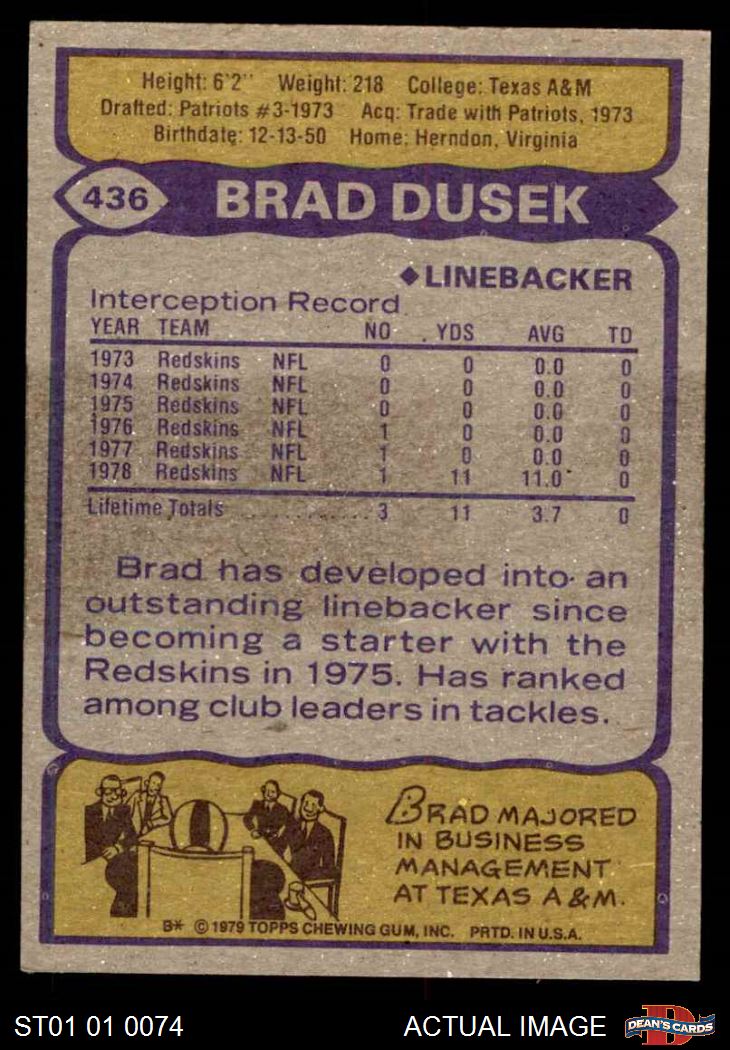 Height: 6'2" Weight: 218 College: Texas A&M
Drafted: Patriots #3-1973 Acq: Trade with Patriots, 1973
Birthdate: 12-13-50 Home: Herndon, Virginia
436 BRAD DUSEK
◆LINEBACKER
Interception Record
YEAR TEAM NO YDS AVG TD
1973 Redskins NFL 0 0 0.0 0
1974 Redskins NFL 0 0 0.0 0
1975 Redskins NFL 0 0 0.0 0
1976 Redskins NFL 1 0 0.0 0
1977 Redskins NFL 1 0 0.0 0
1978 Redskins NFL 1 11 11.0 0
Lifetime Totals ............... 3 11 3.7 0
Brad has developed into an
outstanding linebacker since
becoming a starter with the
Redskins in 1975. Has ranked
among club leaders in tackles.
BRAD MAJORED
IN BUSINESS
MANAGEMENT
AT TEXAS A&M.
B* © 1979 TOPPS CHEWING GUM, INC. PRTD. IN U.S.A.
ST01 01 0074 ACTUAL IMAGE D DEAN'S CARDS